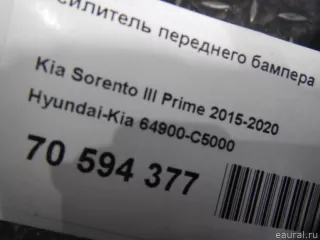 силитель переднего бампера
Kia Sorento III Prime 2015-2020
Hyundai-Kia 64900-C5000
70 594 377
eaural.ru